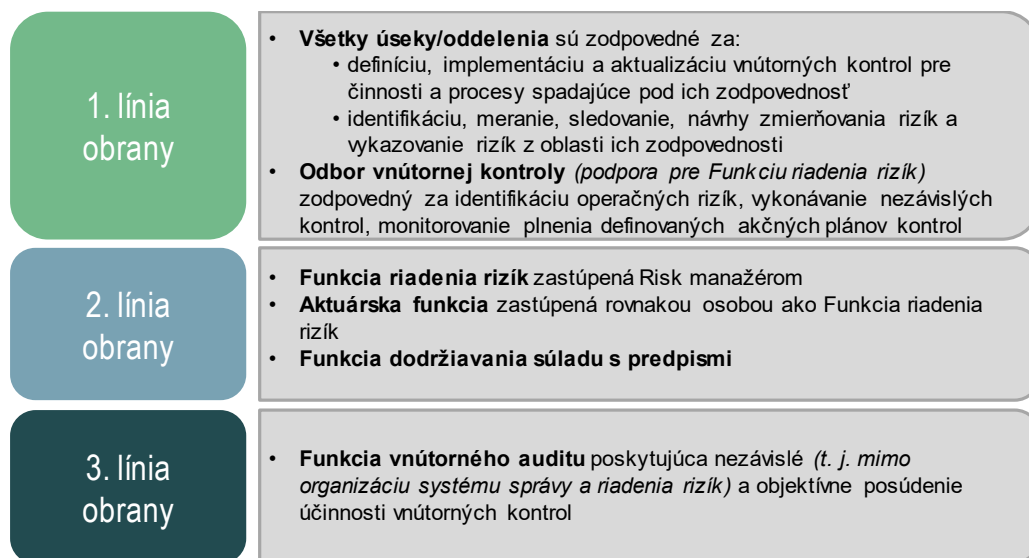 1. línia
obrany
• Všetky úseky/oddelenia sú zodpovedné za:
• definíciu, implementáciu a aktualizáciu vnútorných kontrol pre
činnosti a procesy spadajúce pod ich zodpovednosť
• identifikáciu, meranie, sledovanie, návrhy zmierňovania rizík a
vykazovanie rizík z oblasti ich zodpovednosti
• Odbor vnútornej kontroly (podpora pre Funkciu riadenia rizík)
zodpovedný za identifikáciu operačných rizík, vykonávanie nezávislých
kontrol, monitorovanie plnenia definovaných akčných plánov kontrol
2. línia
obrany
• Funkcia riadenia rizík zastúpená Risk manažérom
• Aktuárska funkcia zastúpená rovnakou osobou ako Funkcia riadenia
rizík
• Funkcia dodržiavania súladu s predpismi
3. línia
obrany
• Funkcia vnútorného auditu poskytujúca nezávislé (t. j. mimo
organizáciu systému správy a riadenia rizík) a objektívne posúdenie
účinnosti vnútorných kontrol